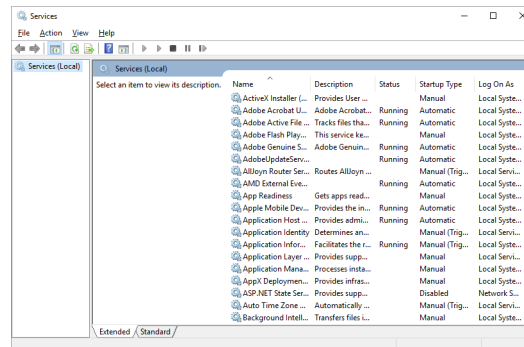 Services
File Action View Help
Services (Local)
Services (Local)
Select an item to view its description.
Name Description Status Startup Type Log On As
ActiveX Installer (... Provides User ... Manual Local Syste...
Adobe Acrobat U... Adobe Acrobat... Running Automatic Local Syste...
Adobe Active File ... Tracks files tha... Running Automatic Local Syste...
Adobe Flash Play... This service ke... Manual Local Syste...
Adobe Genuine S... Adobe Genuin... Running Automatic Local Syste...
AdobeUpdateServ... Running Automatic Local Syste...
AllJoyn Router Ser... Routes AllJoyn ... Manual (Trig... Local Servi...
AMD External Eve... Running Automatic Local Syste...
App Readiness Gets apps read... Manual Local Syste...
Apple Mobile Dev... Provides the in... Running Automatic Local Syste...
Application Host ... Provides admi... Running Automatic Local Syste...
Application Identity Determines an... Manual (Trig... Local Servi...
Application Infor... Facilitates the r... Running Manual (Trig... Local Syste...
Application Layer ... Provides supp... Manual Local Servi...
Application Mana... Processes insta... Manual Local Syste...
AppX Deploymen... Provides infras... Manual Local Syste...
ASP.NET State Ser... Provides supp... Disabled Network S...
Auto Time Zone ... Automatically ... Manual (Trig... Local Servi...
Background Intell... Transfers files i... Manual Local Syste...
Extended Standard